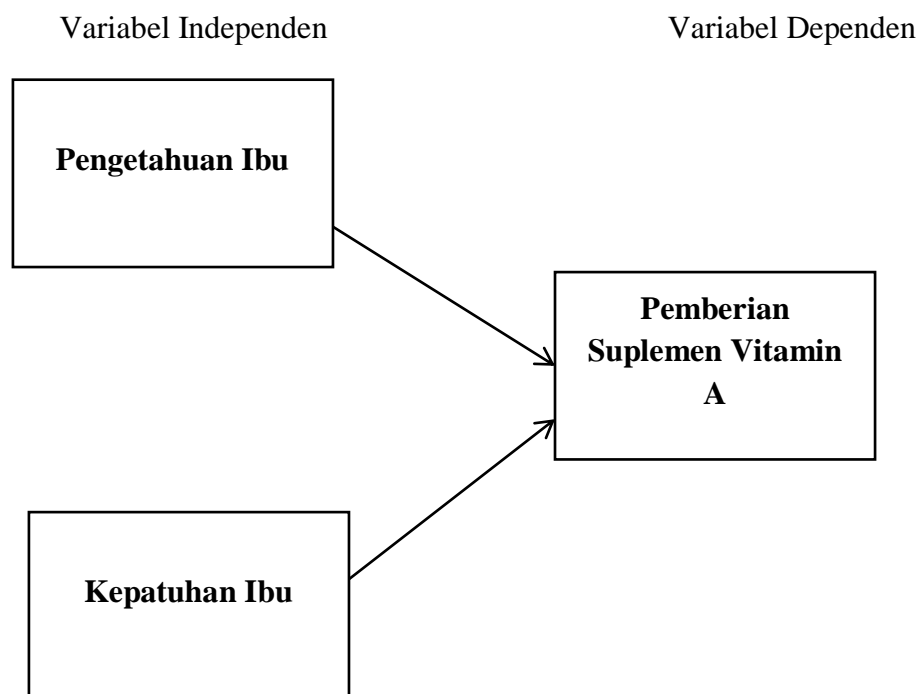 Variabel Independen
Variabel Dependen
Pengetahuan Ibu
Pemberian
Suplemen Vitamin
A
Kepatuhan Ibu